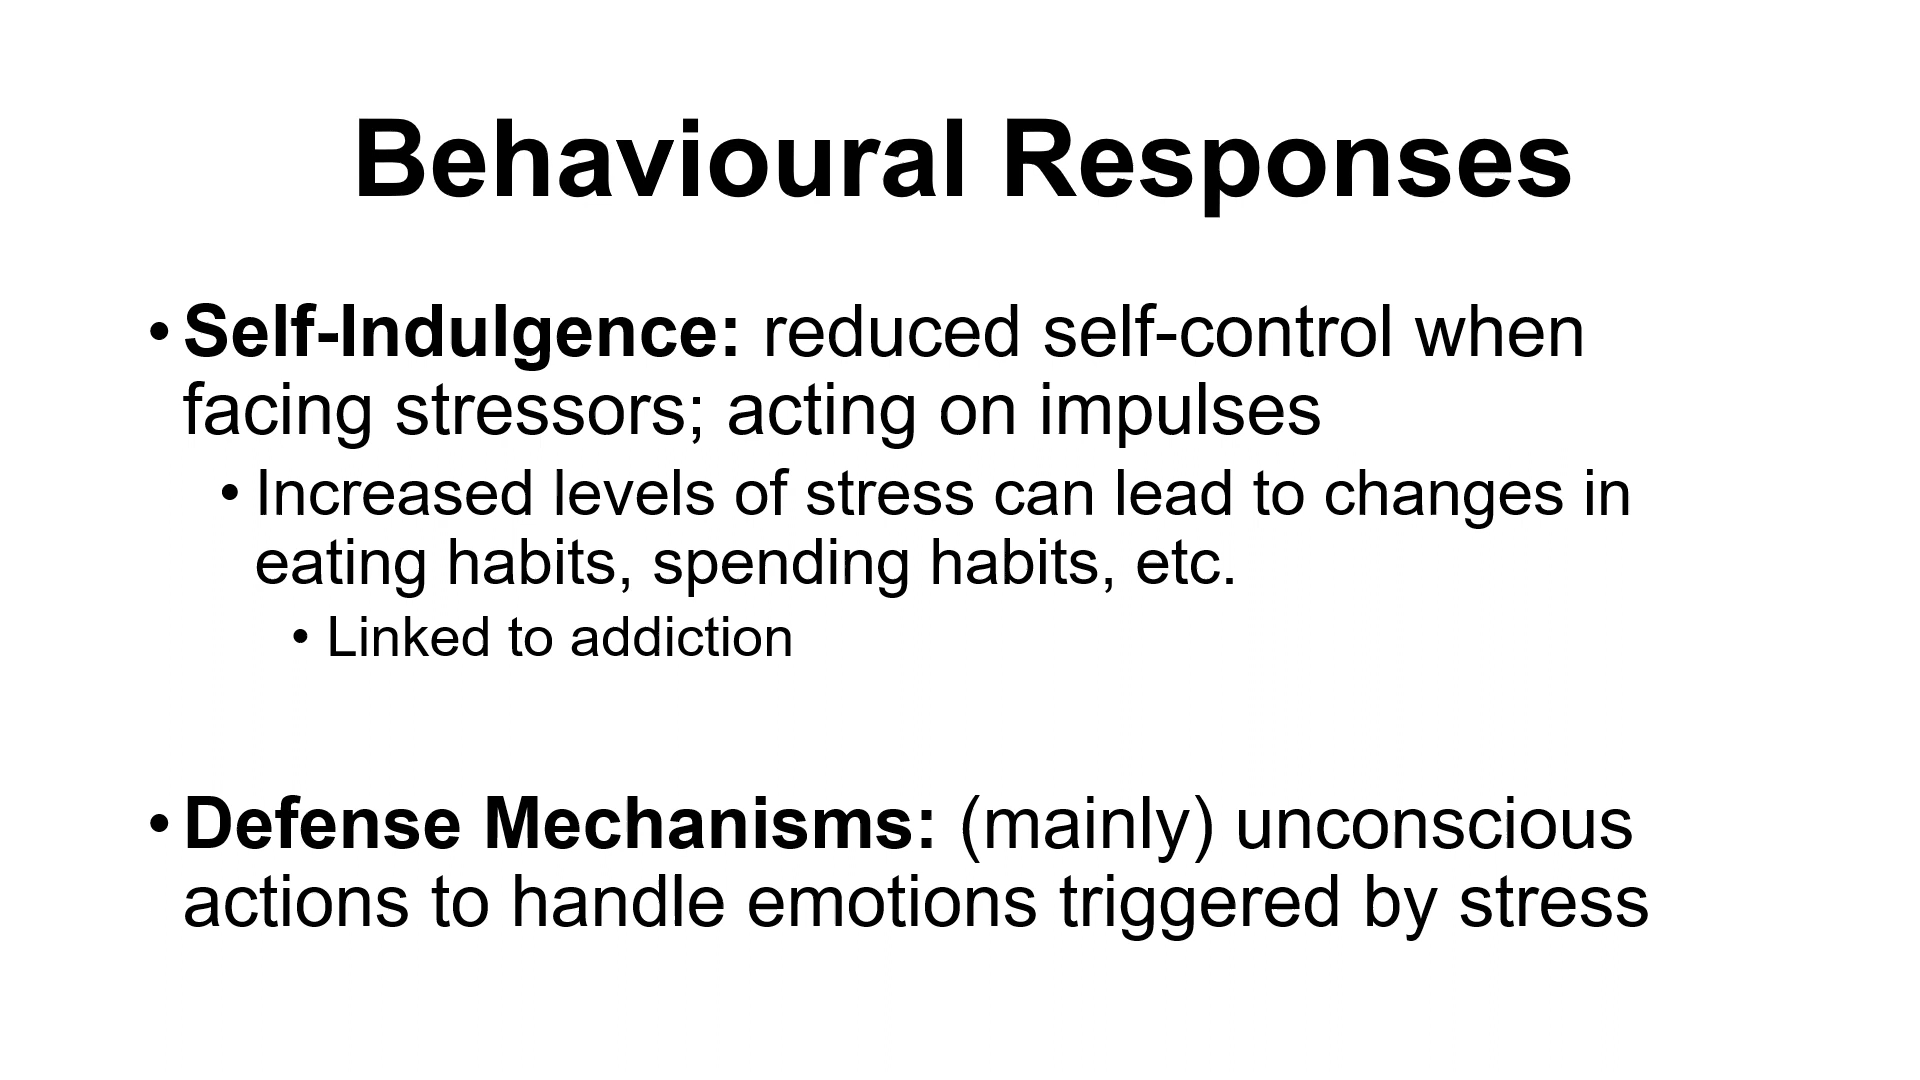 Behavioural Responses
• Self-Indulgence: reduced self-control when
facing stressors; acting on impulses
• Increased levels of stress can lead to changes in
eating habits, spending habits, etc.
• Linked to addiction
• Defense Mechanisms: (mainly) unconscious
actions to handle emotions triggered by stress